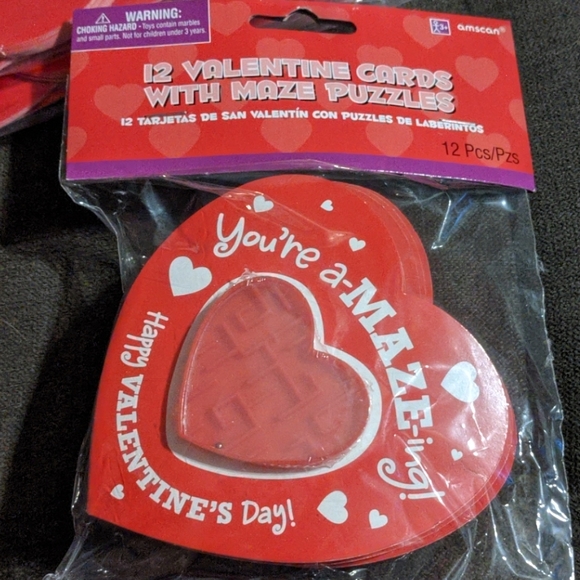 WARNING:
CHOKING HAZARD - Toys contain marbles
and small parts. Not for children under 3 years.
3+
amscan®
12 VALENTINE CARDS
WITH MAZE PUZZLES
12 TARJETAS DE SAN VALENTÍN CON PUZZLES DE LABERINTOS
12 Pcs/Pzs
You're a-MAZE-ing!
Happy VALENTINE'S Day!